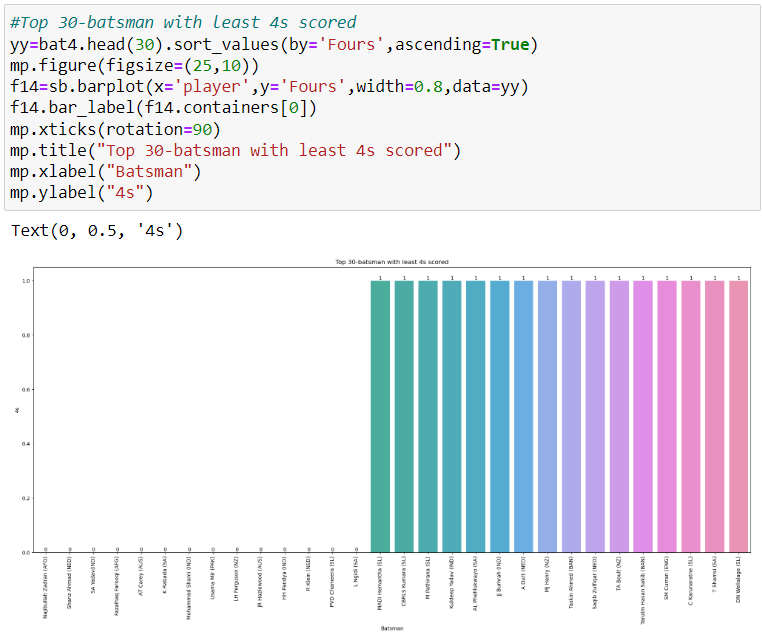 #Top 30-batsman with least 4s scored
yy=bat4.head(30).sort_values(by='Fours',ascending=True)
mp.figure(figsize=(25,10))
f14=sb.barplot(x='player',y='Fours',width=0.8,data=yy)
f14.bar_label(f14.containers[0])
mp.xticks(rotation=90)
mp.title("Top 30-batsman with least 4s scored")
mp.xlabel("Batsman")
mp.ylabel("4s")
Text(0, 0.5, '4s')
Top 30-batsman with least 4s scored
1 1 1 1 1 1 1 1 1 1 1 1 1 1 1 1
1.0
0.8
0.6
4s
0.4
0.2
0 0 0 0 0 0 0 0 0 0 0 0 0 0
0.0
Najibullah Zadran (AFG)
Shariz Ahmad (NED)
SA Yadav(IND)
Fazalhaq Farooqi (AFG)
AT Carey (AUS)
K Rabada (SA)
Mohammed Shami (IND)
Usama Mir (PAK)
LH Ferguson (NZ)
JR Hazlewood (AUS)
HH Pandya (IND)
R Klein (NED)
PVD Chameera (SL)
L Ngidi (SA)
MADI Hemantha (SL)
CBRLS Kumara (SL)
M Pathirana (SL)
Kuldeep Yadav (IND)
AL Phehlukwayo (SA)
JJ Bumrah (IND)
A Dutt (NED)
MJ Henry (NZ)
Taskin Ahmed (BAN)
Saqib Zulfiqar (NED)
TA Boult (NZ)
Tanzim Hasan Sakib (BAN)
SM Curran (ENG)
C Karunaratne (SL)
T Shamsi (SA)
DN Wellalage (SL)
Batsman